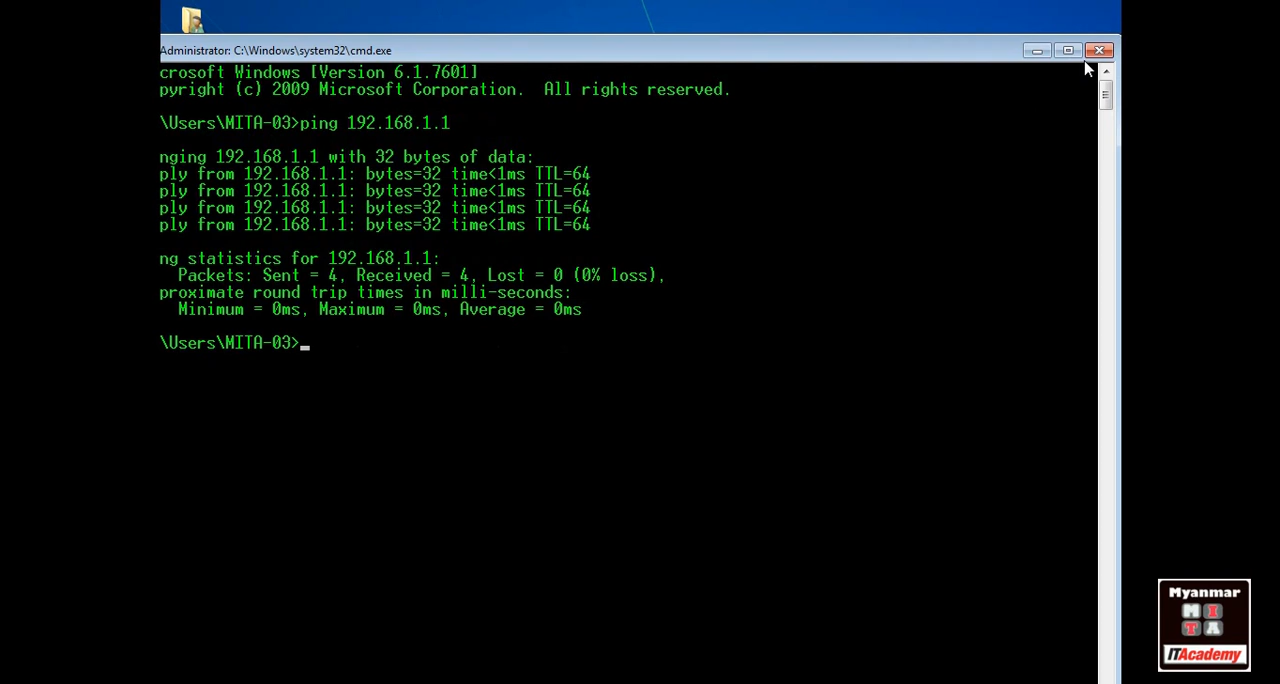 Administrator: C:\Windows\system32\cmd.exe
crosoft Windows [Version 6.1.7601]
pyright (c) 2009 Microsoft Corporation.  All rights reserved.
\Users\MITA-03>ping 192.168.1.1
nging 192.168.1.1 with 32 bytes of data:
ply from 192.168.1.1: bytes=32 time<1ms TTL=64
ply from 192.168.1.1: bytes=32 time<1ms TTL=64
ply from 192.168.1.1: bytes=32 time<1ms TTL=64
ply from 192.168.1.1: bytes=32 time<1ms TTL=64
ng statistics for 192.168.1.1:
Packets: Sent = 4, Received = 4, Lost = 0 (0% loss),
proximate round trip times in milli-seconds:
Minimum = 0ms, Maximum = 0ms, Average = 0ms
\Users\MITA-03>
Myanmar
M I
T A
ITAcademy